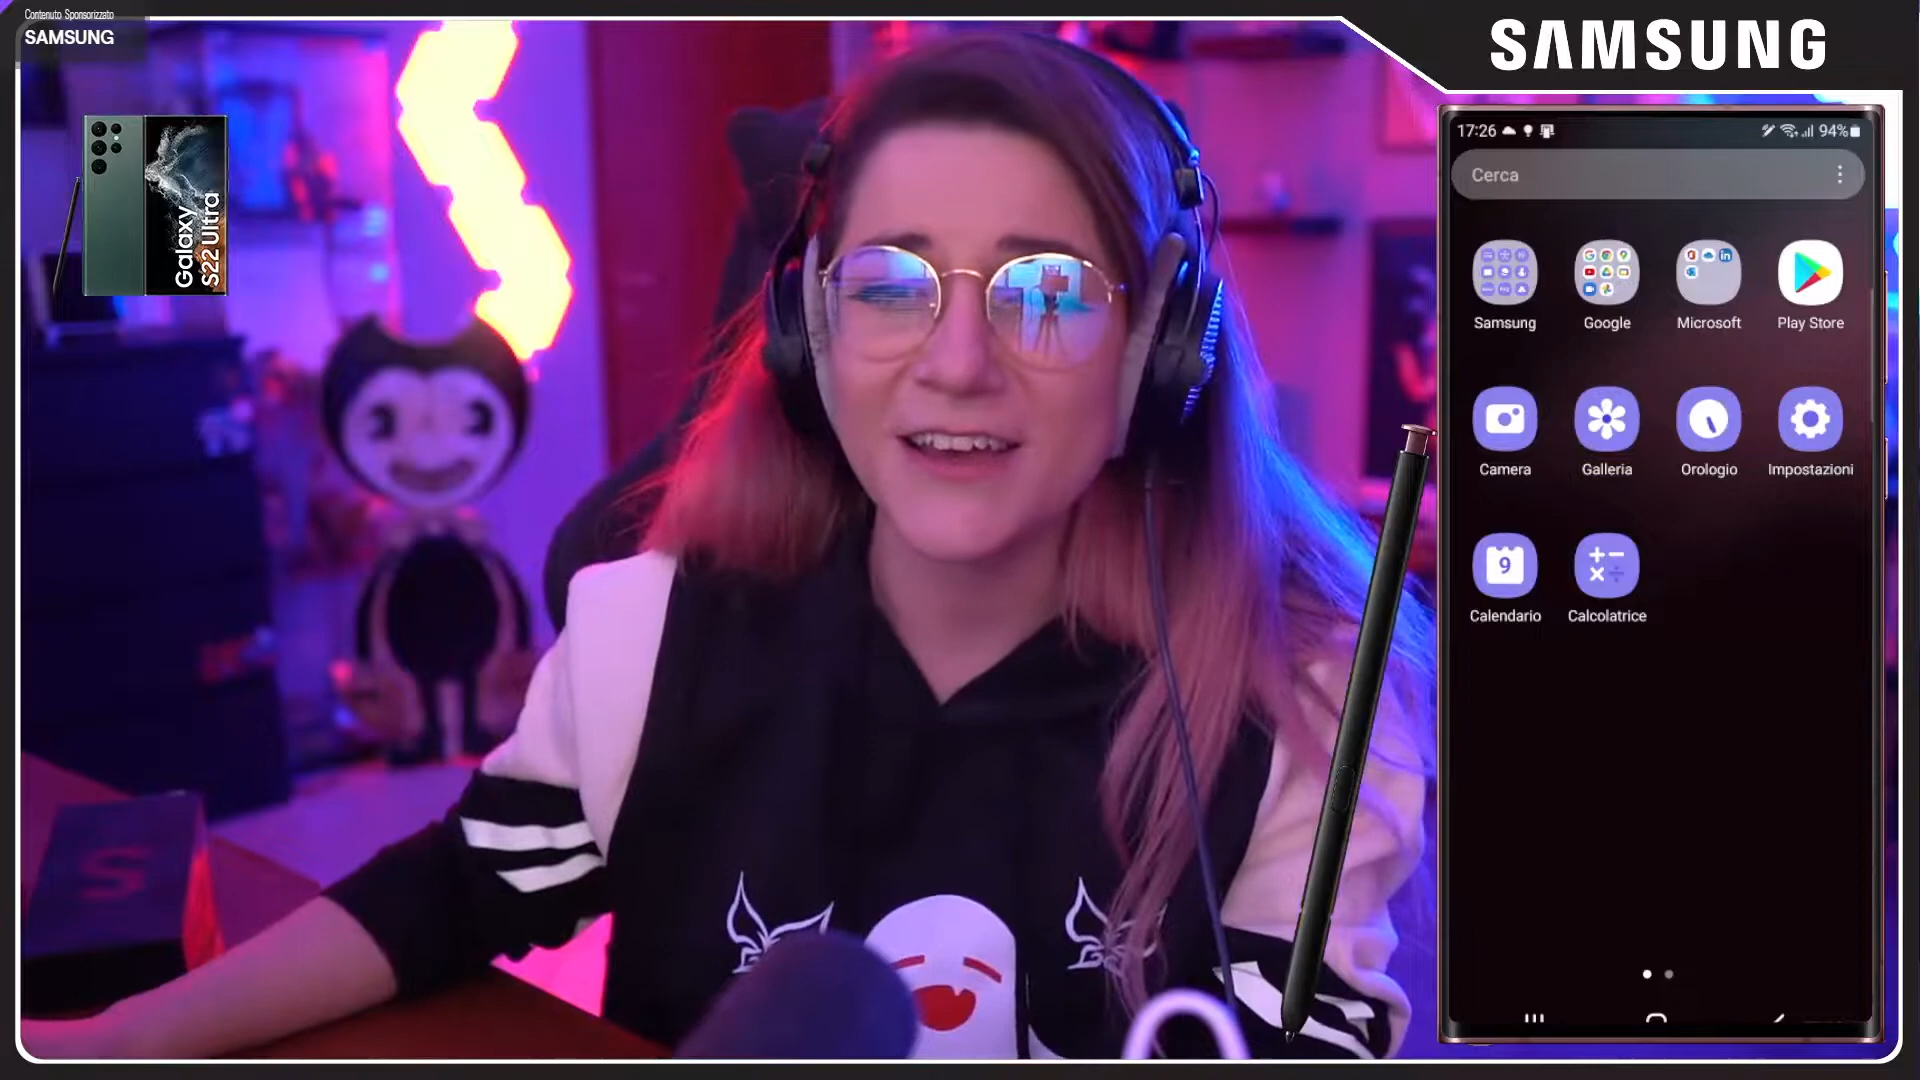 Contenuto Sponsorizzato
SAMSUNG
SAMSUNG
Galaxy
S22 Ultra
17:26
94%
Cerca
Samsung
Google
Microsoft
Play Store
Camera
Galleria
Orologio
Impostazioni
9
Calendario
Calcolatrice
S